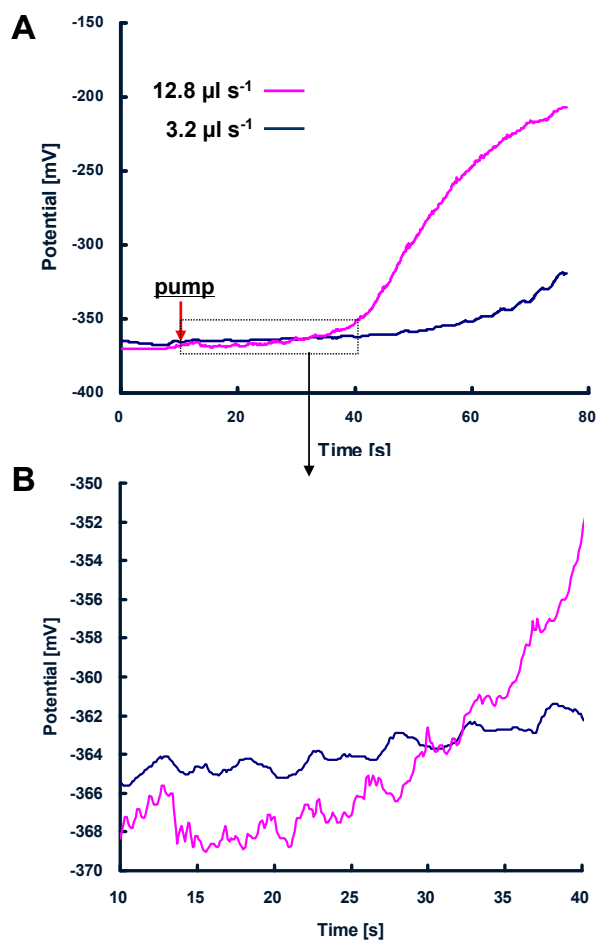 A
-150
-200
-250
-300
-350
-400
Potential [mV]
12.8 µl s-1
3.2 µl s-1
pump
0 20 40 60 80
Time [s]
B
-350
-352
-354
-356
-358
-360
-362
-364
-366
-368
-370
Potential [mV]
10 15 20 25 30 35 40
Time [s]